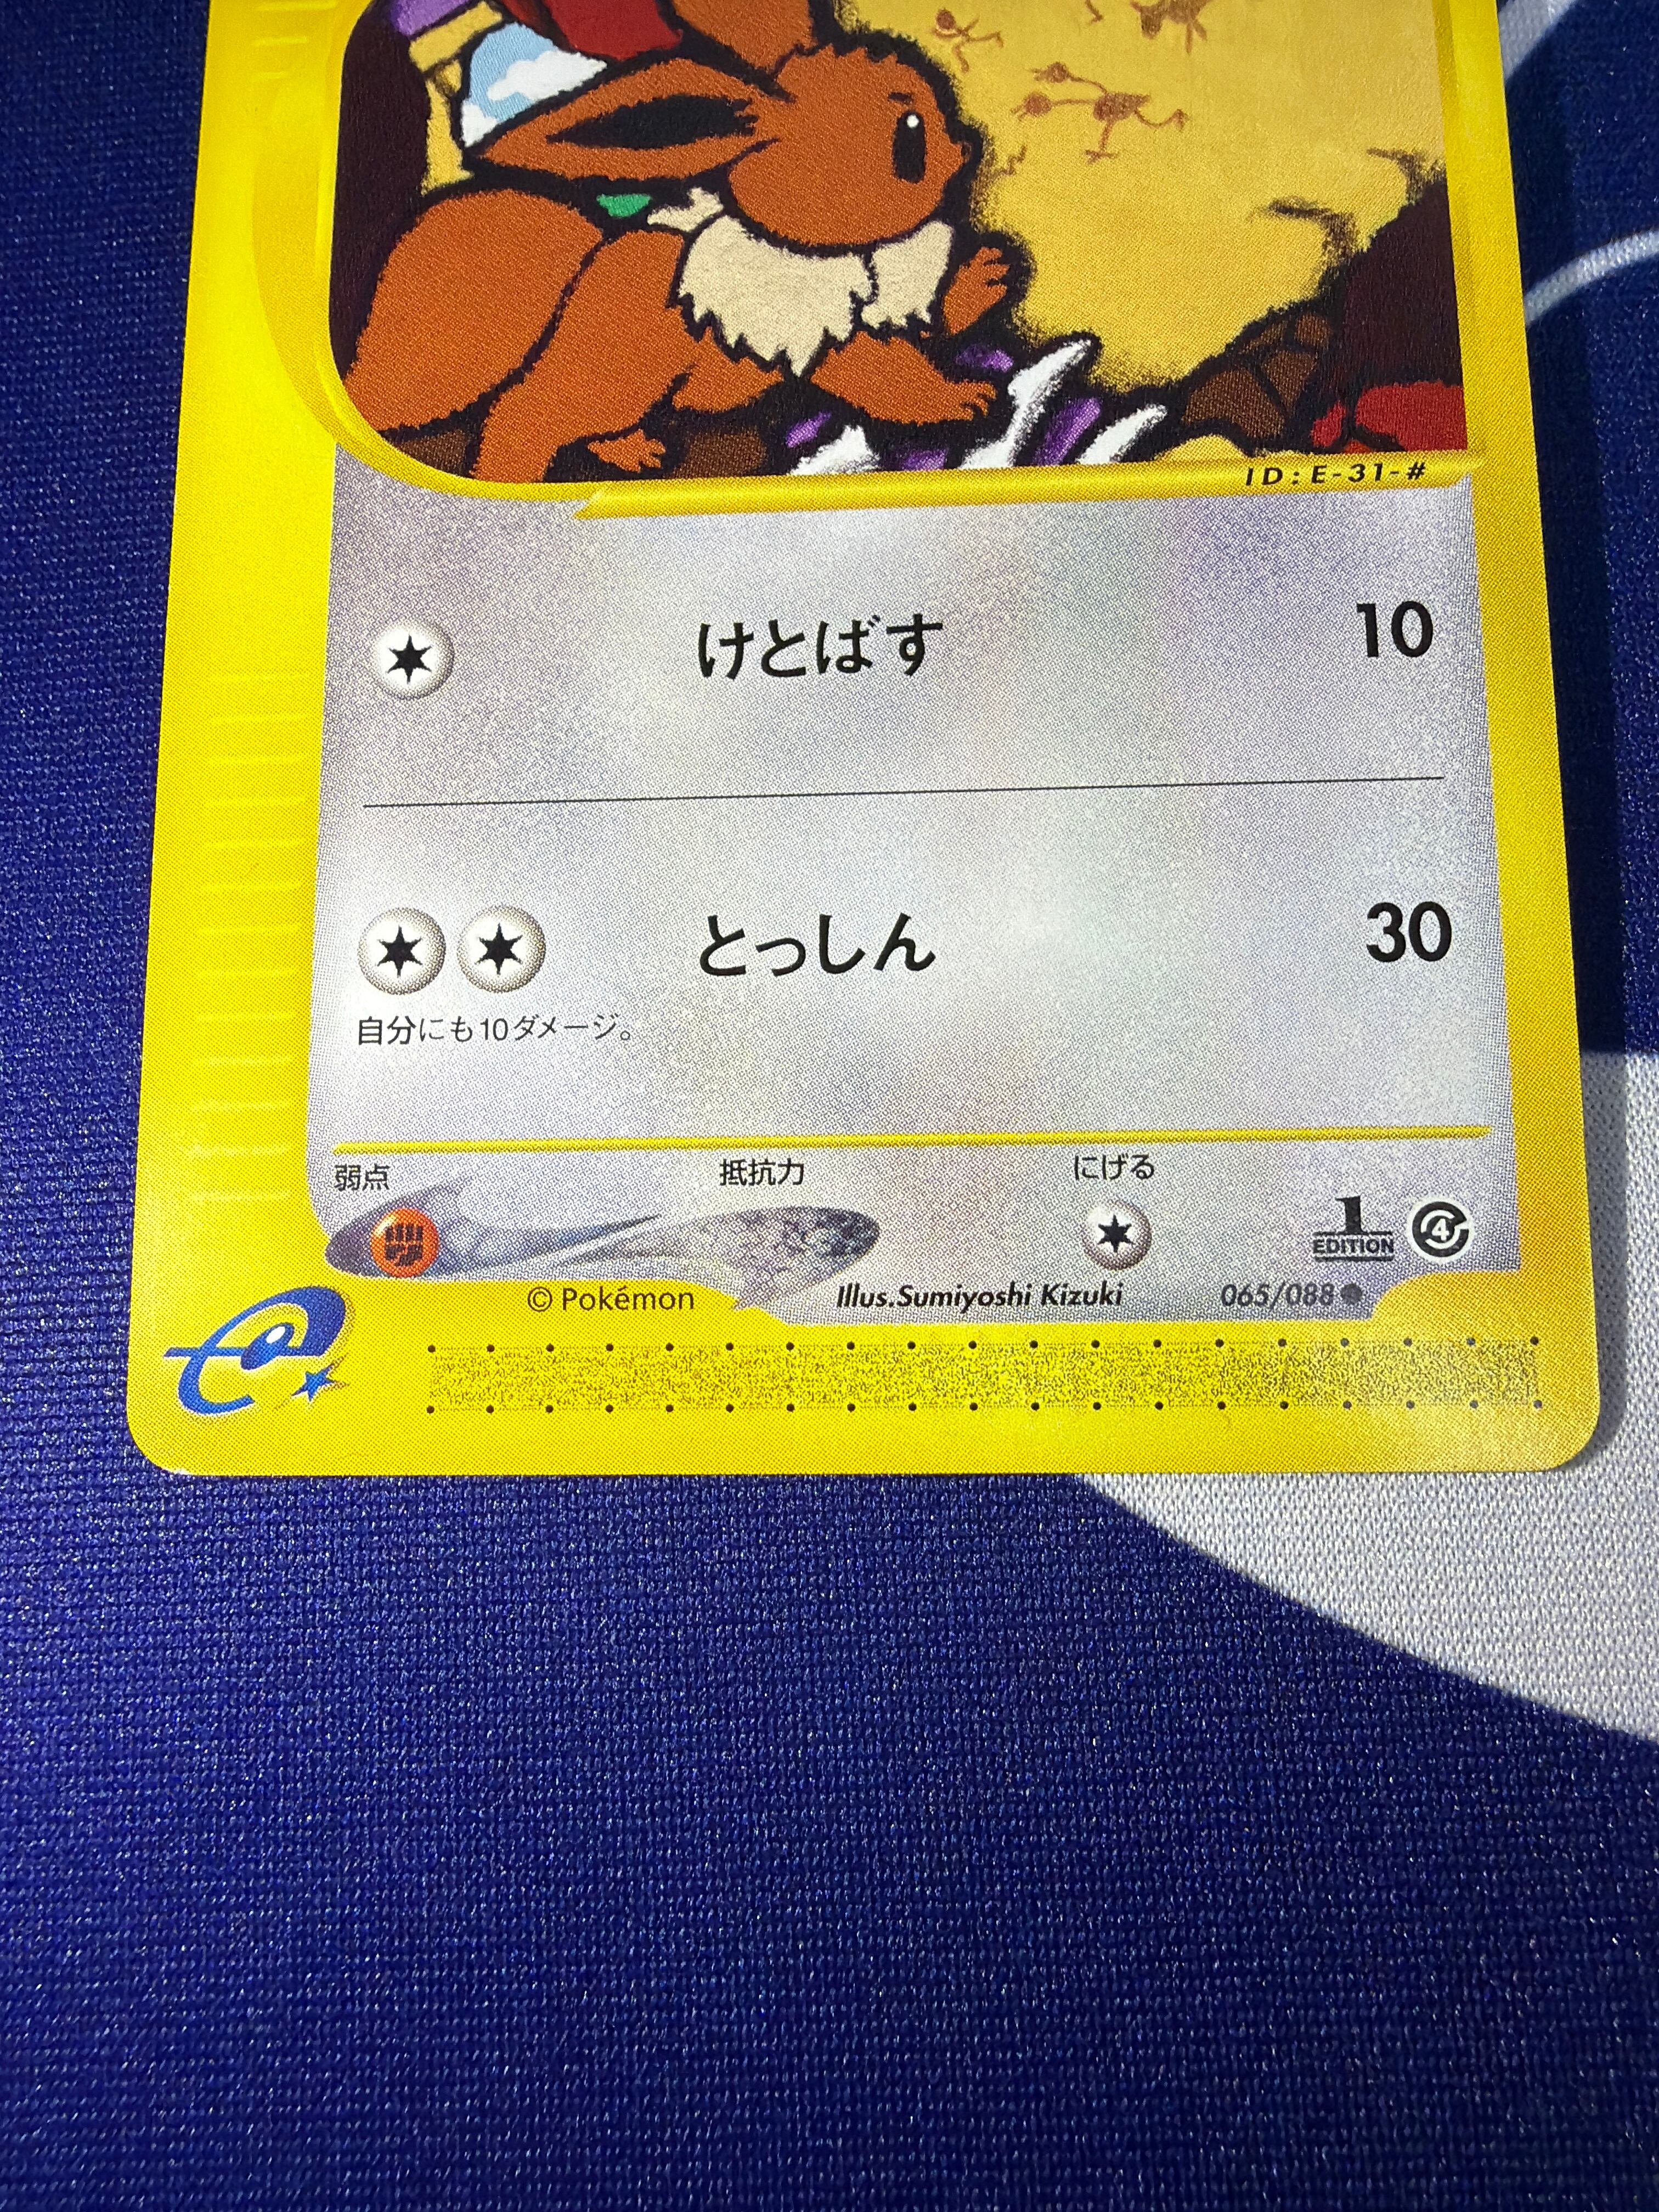 ID:E-31-#
けとばす 10
とっしん 30
自分にも10ダメージ。
弱点 抵抗力 にげる
1 EDITION 4
© Pokémon Illus.Sumiyoshi Kizuki 065/088 ●
e